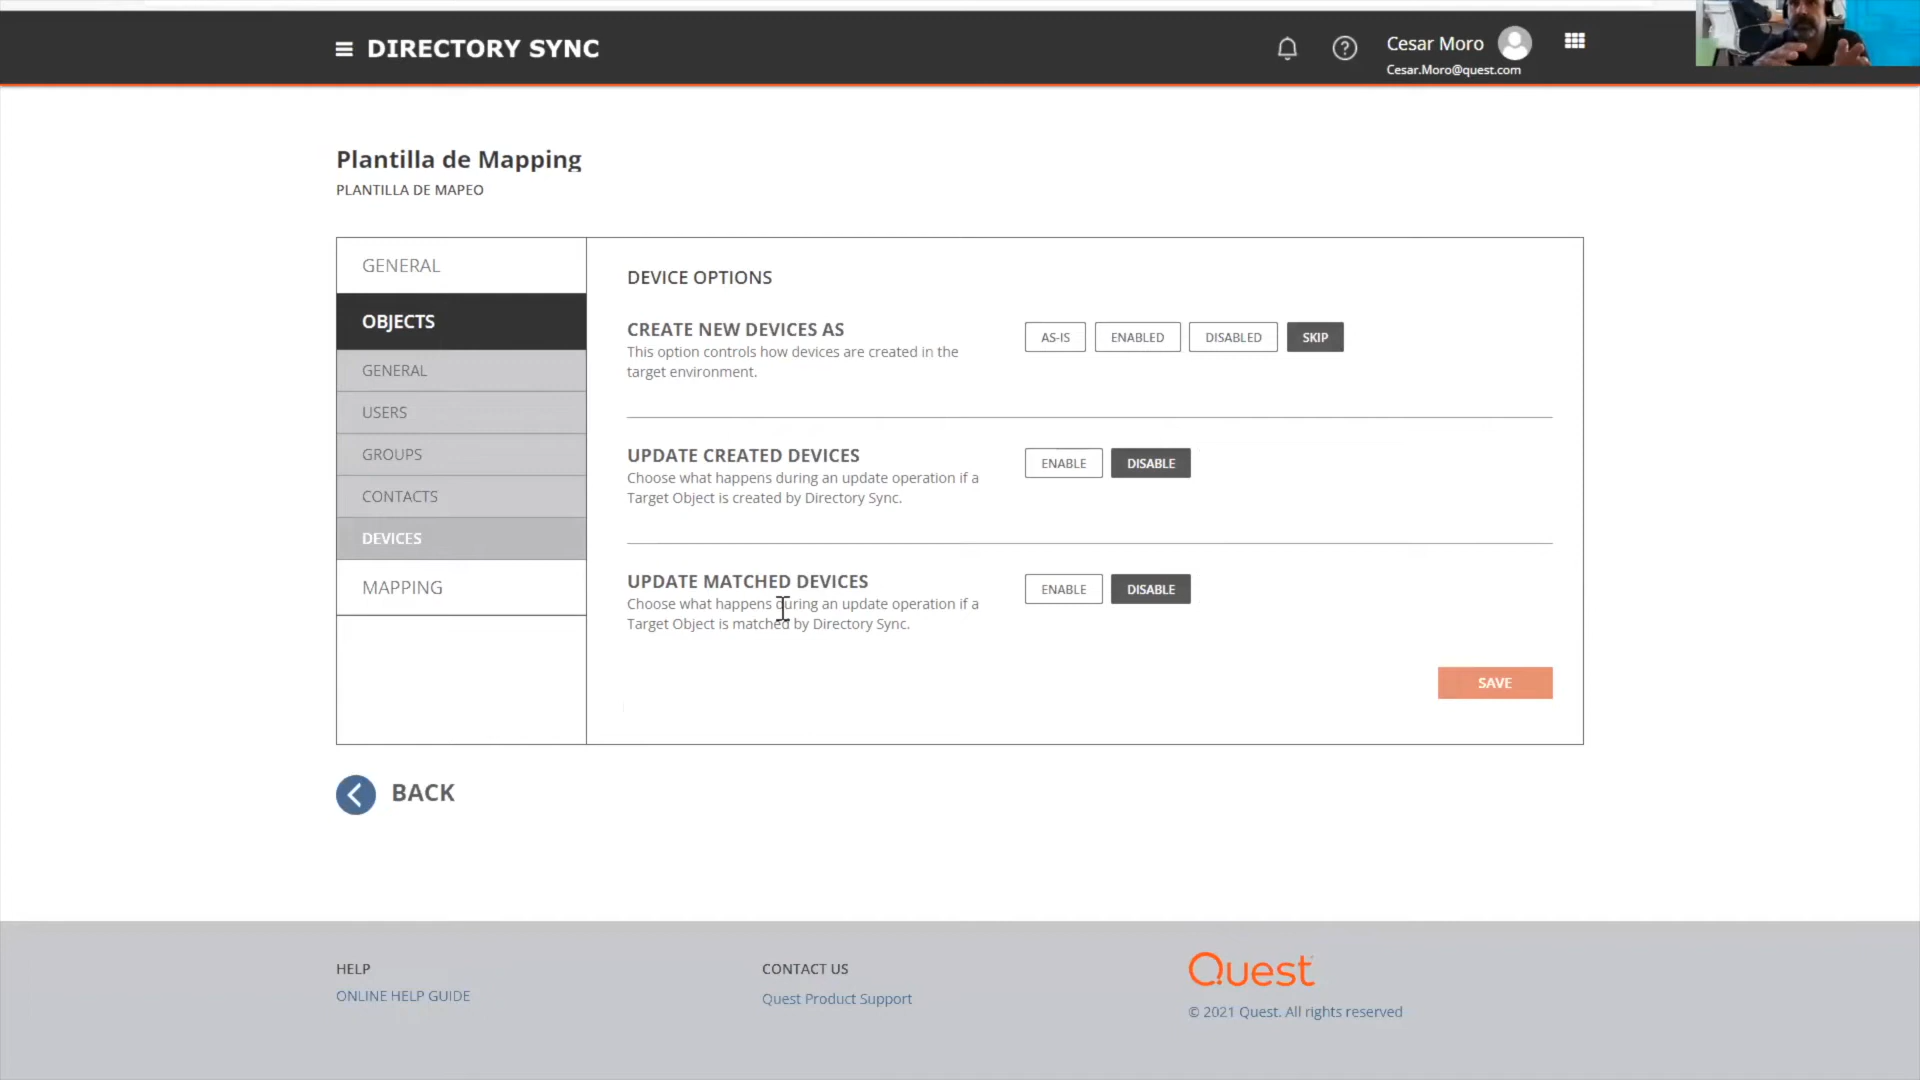 DIRECTORY SYNC
Cesar Moro
Cesar.Moro@quest.com
Plantilla de Mapping
PLANTILLA DE MAPEO
GENERAL
OBJECTS
GENERAL
USERS
GROUPS
CONTACTS
DEVICES
MAPPING
DEVICE OPTIONS
CREATE NEW DEVICES AS
This option controls how devices are created in the
target environment.
AS-IS ENABLED DISABLED SKIP
UPDATE CREATED DEVICES
Choose what happens during an update operation if a
Target Object is created by Directory Sync.
ENABLE DISABLE
UPDATE MATCHED DEVICES
Choose what happens during an update operation if a
Target Object is matched by Directory Sync.
ENABLE DISABLE
SAVE
BACK
HELP
ONLINE HELP GUIDE
CONTACT US
Quest Product Support
Quest
© 2021 Quest. All rights reserved